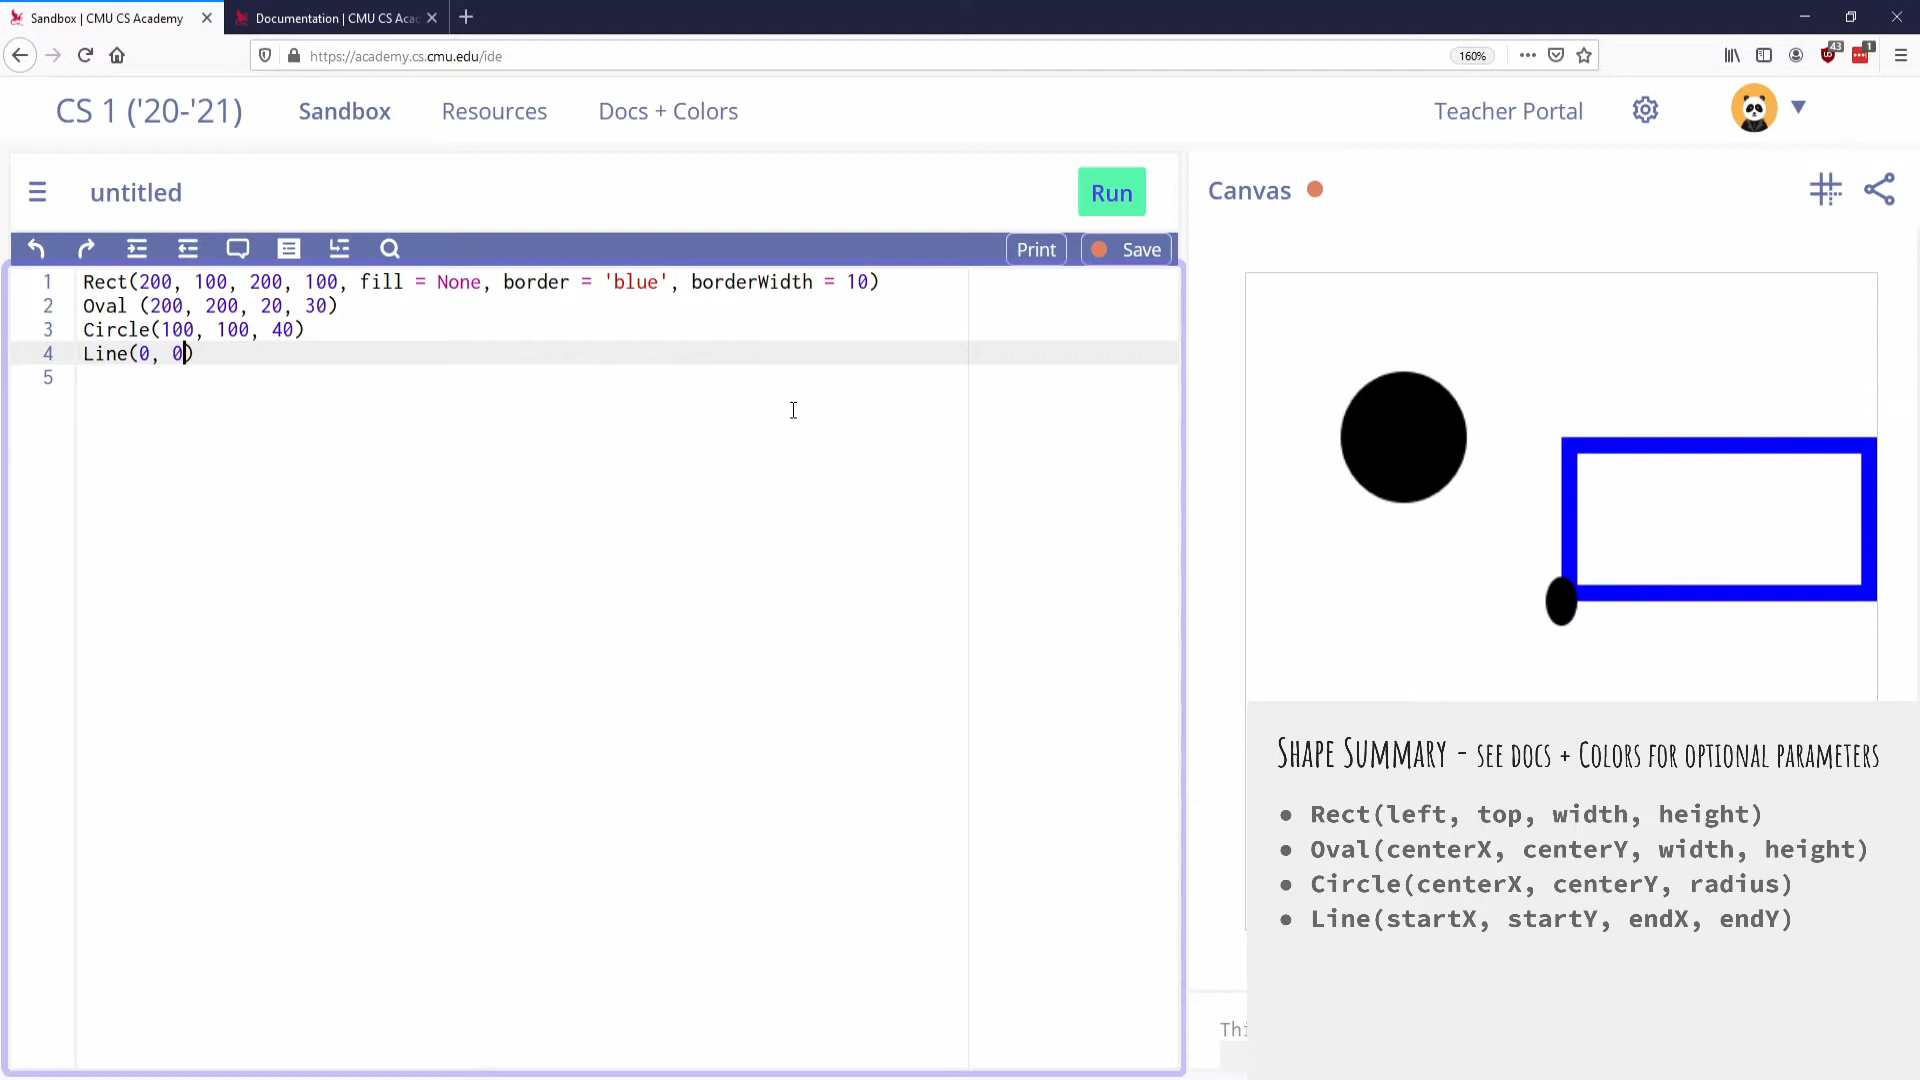 Sandbox | CMU CS Academy
Documentation | CMU CS Aca
https://academy.cs.cmu.edu/ide
160%
43
1
CS 1 ('20-'21)
Sandbox
Resources
Docs + Colors
Teacher Portal
untitled
Run
Canvas
Print
Save
1 Rect(200, 100, 200, 100, fill = None, border = 'blue', borderWidth = 10)
2 Oval (200, 200, 20, 30)
3 Circle(100, 100, 40)
4 Line(0, 0)
5
Shape Summary - see docs + Colors for optional parameters
● Rect(left, top, width, height)
● Oval(centerX, centerY, width, height)
● Circle(centerX, centerY, radius)
● Line(startX, startY, endX, endY)